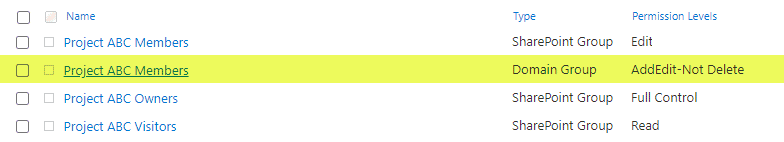 Name Type Permission Levels
Project ABC Members SharePoint Group Edit
Project ABC Members Domain Group AddEdit-Not Delete
Project ABC Owners SharePoint Group Full Control
Project ABC Visitors SharePoint Group Read